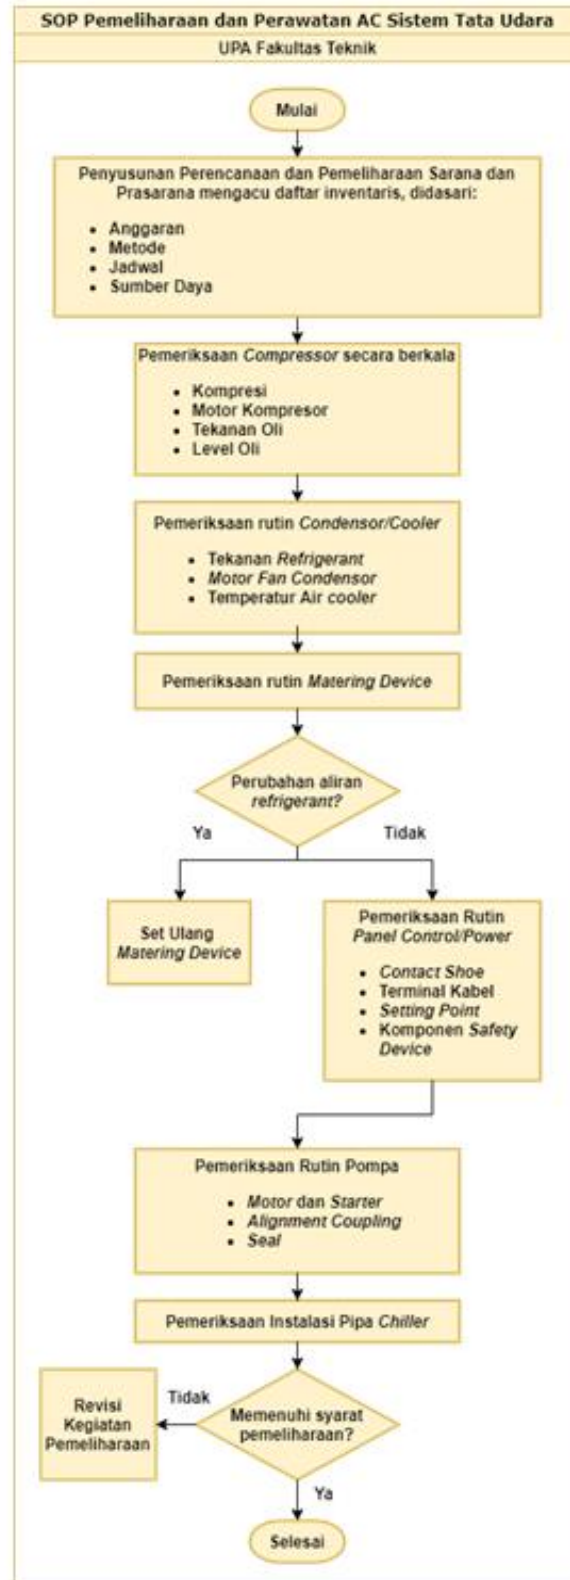 SOP Pemeliharaan dan Perawatan AC Sistem Tata Udara
UPA Fakultas Teknik
Mulai
Penyusunan Perencanaan dan Pemeliharaan Sarana dan
Prasarana mengacu daftar inventaris, didasari:
• Anggaran
• Metode
• Jadwal
• Sumber Daya
Pemeriksaan Compressor secara berkala
• Kompresi
• Motor Kompresor
• Tekanan Oli
• Level Oli
Pemeriksaan rutin Condensor/Cooler
• Tekanan Refrigerant
• Motor Fan Condensor
• Temperatur Air cooler
Pemeriksaan rutin Matering Device
Perubahan aliran
refrigerant?
Ya
Tidak
Set Ulang
Matering Device
Pemeriksaan Rutin
Panel Control/Power
• Contact Shoe
• Terminal Kabel
• Setting Point
• Komponen Safety
Device
Pemeriksaan Rutin Pompa
• Motor dan Starter
• Alignment Coupling
• Seal
Pemeriksaan Instalasi Pipa Chiller
Memenuhi syarat
pemeliharaan?
Tidak
Revisi
Kegiatan
Pemeliharaan
Ya
Selesai